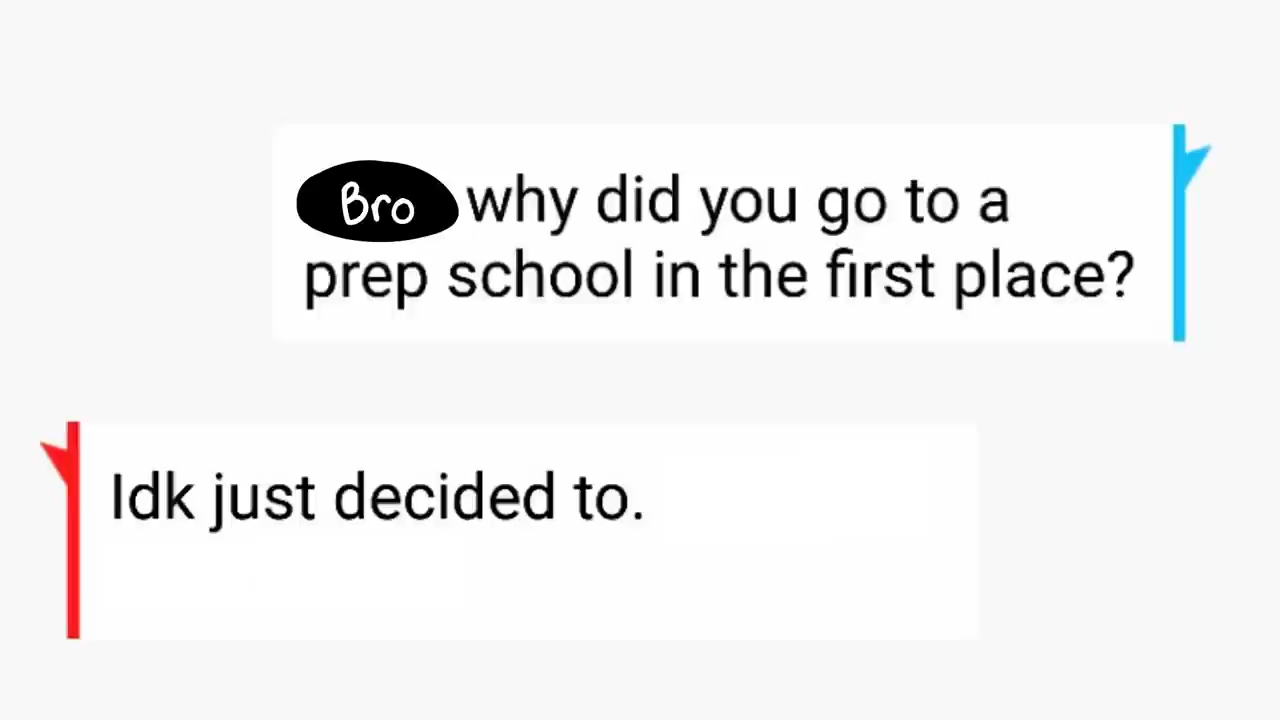 Bro why did you go to a
prep school in the first place?
Idk just decided to.